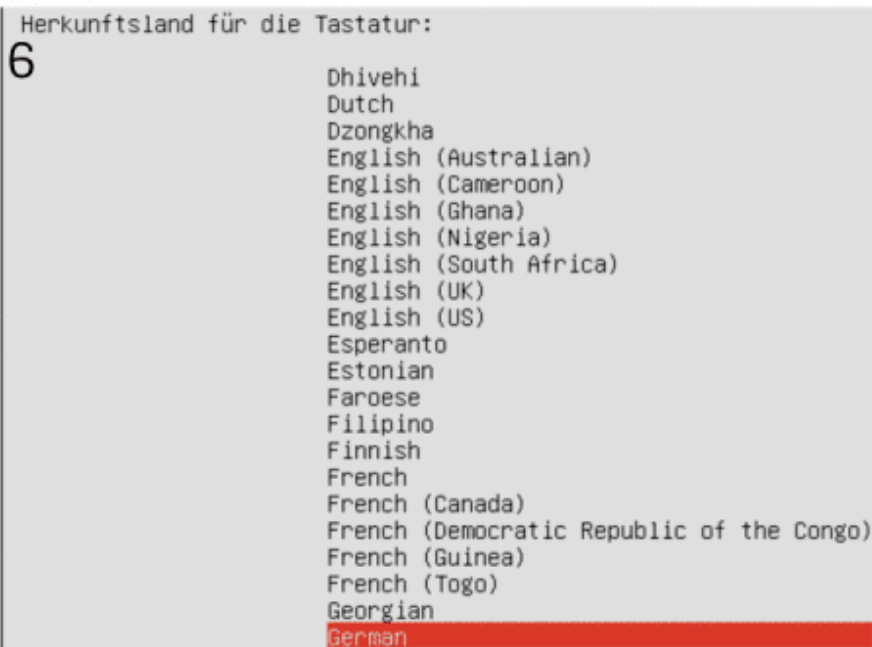 Herkunftsland für die Tastatur:
6
Dhivehi
Dutch
Dzongkha
English (Australian)
English (Cameroon)
English (Ghana)
English (Nigeria)
English (South Africa)
English (UK)
English (US)
Esperanto
Estonian
Faroese
Filipino
Finnish
French
French (Canada)
French (Democratic Republic of the Congo)
French (Guinea)
French (Togo)
Georgian
German